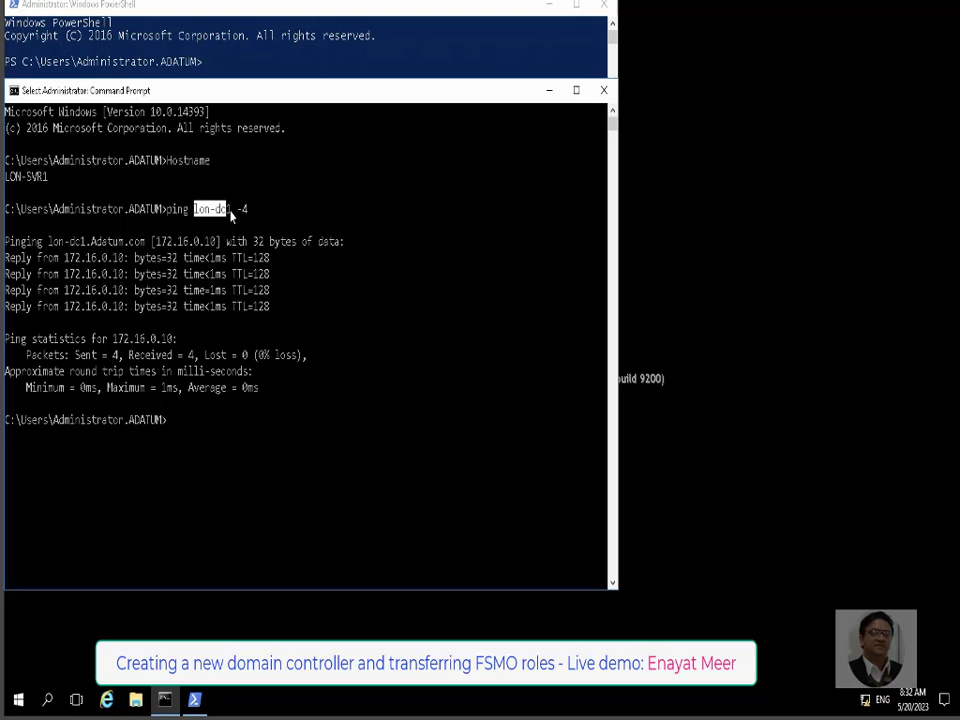 Administrator: Windows PowerShell
Windows PowerShell
Copyright (C) 2016 Microsoft Corporation. All rights reserved.
PS C:\Users\Administrator.ADATUM>
Select Administrator: Command Prompt
Microsoft Windows [Version 10.0.14393]
(c) 2016 Microsoft Corporation. All rights reserved.
C:\Users\Administrator.ADATUM>Hostname
LON-SVR1
C:\Users\Administrator.ADATUM>ping lon-dc1 -4
Pinging lon-dc1.Adatum.com [172.16.0.10] with 32 bytes of data:
Reply from 172.16.0.10: bytes=32 time<1ms TTL=128
Reply from 172.16.0.10: bytes=32 time<1ms TTL=128
Reply from 172.16.0.10: bytes=32 time=1ms TTL=128
Reply from 172.16.0.10: bytes=32 time<1ms TTL=128
Ping statistics for 172.16.0.10:
Packets: Sent = 4, Received = 4, Lost = 0 (0% loss),
Approximate round trip times in milli-seconds:
Minimum = 0ms, Maximum = 1ms, Average = 0ms
uild 9200)
C:\Users\Administrator.ADATUM>
Creating a new domain controller and transferring FSMO roles - Live demo: Enayat Meer
ENG
8:32 AM
5/20/2023